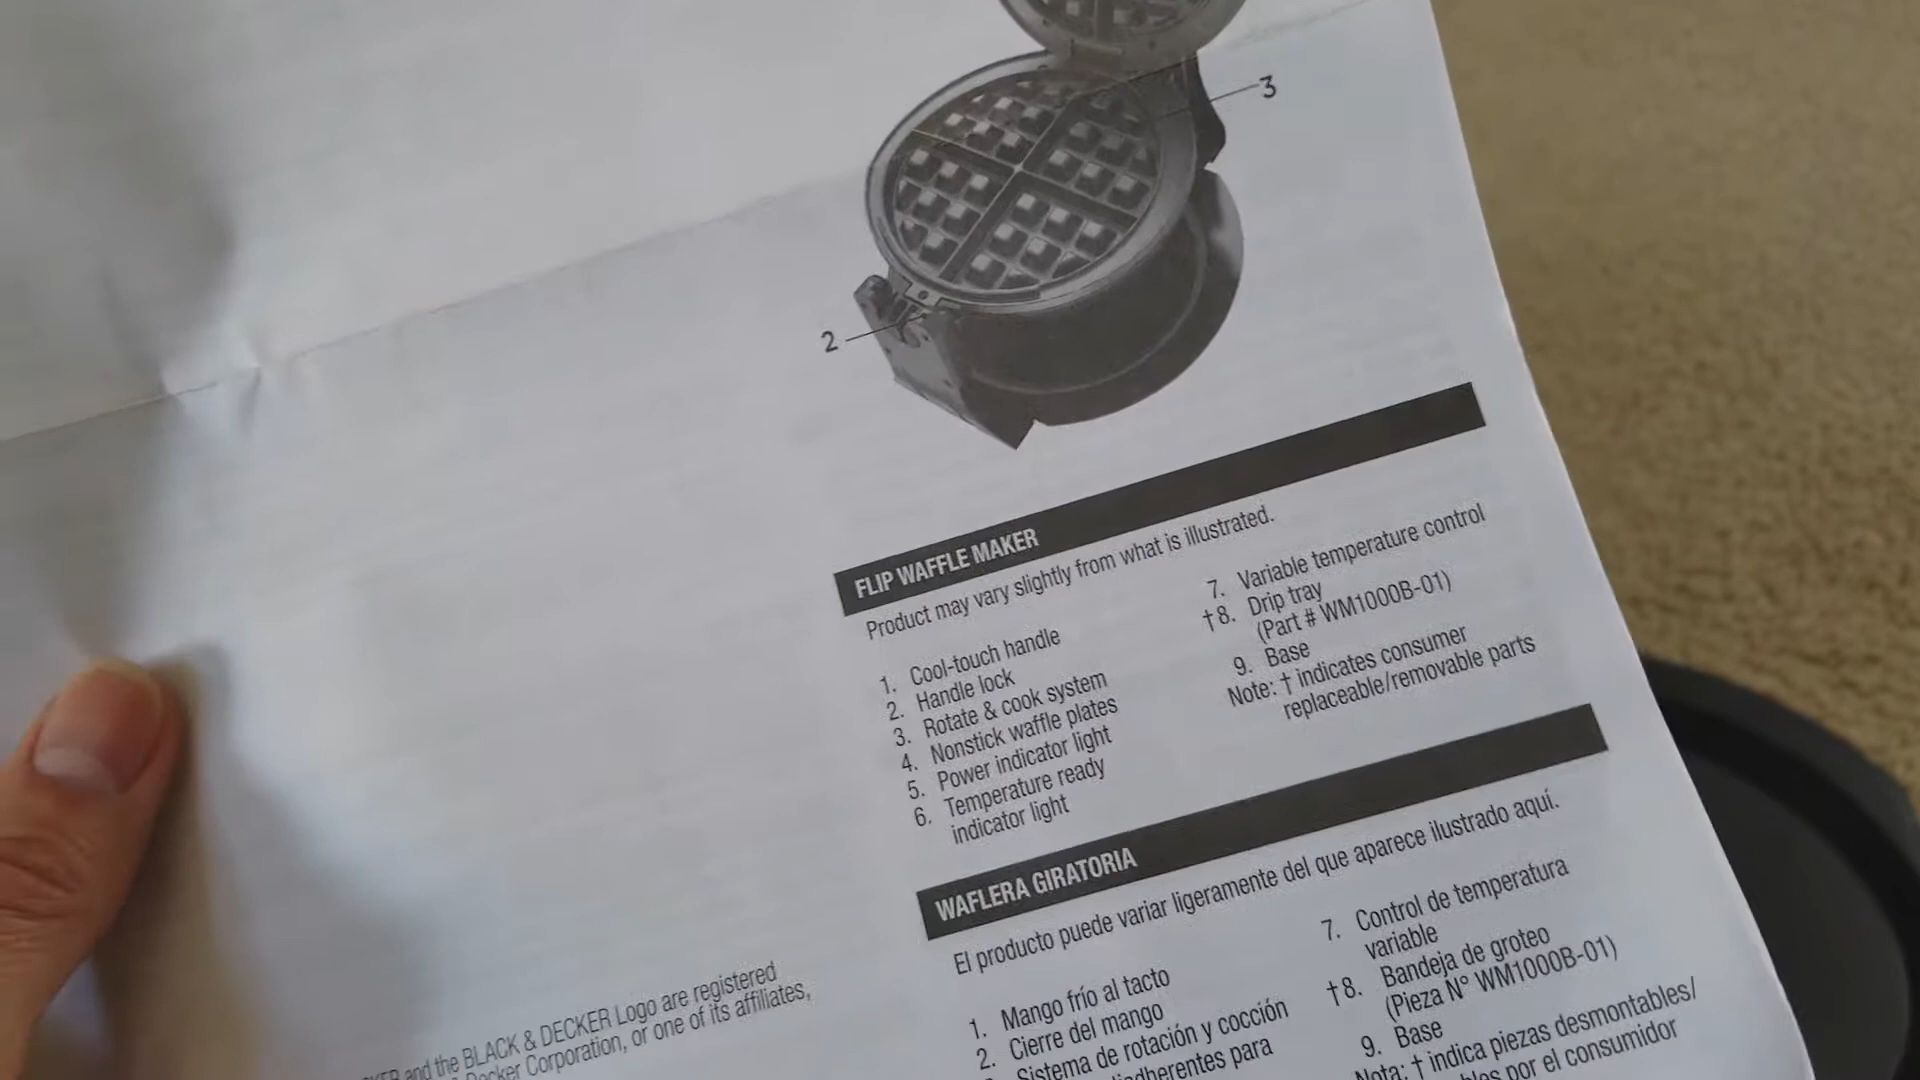 3
2
FLIP WAFFLE MAKER
Product may vary slightly from what is illustrated.
1. Cool-touch handle
2. Handle lock
3. Rotate & cook system
4. Nonstick waffle plates
5. Power indicator light
6. Temperature ready
indicator light
7. Variable temperature control
†8. Drip tray
(Part # WM1000B-01)
9. Base
Note: † indicates consumer
replaceable/removable parts
WAFLERA GIRATORIA
El producto puede variar ligeramente del que aparece ilustrado aquí.
1. Mango frío al tacto
2. Cierre del mango
Sistema de rotación y cocción
para
7. Control de temperatura
variable
†8. Bandeja de groteo
(Pieza N° WM1000B-01)
9. Base
Nota: † indica piezas desmontables/
por el consumidor
and the BLACK & DECKER Logo are registered
Decker Corporation, or one of its affiliates,